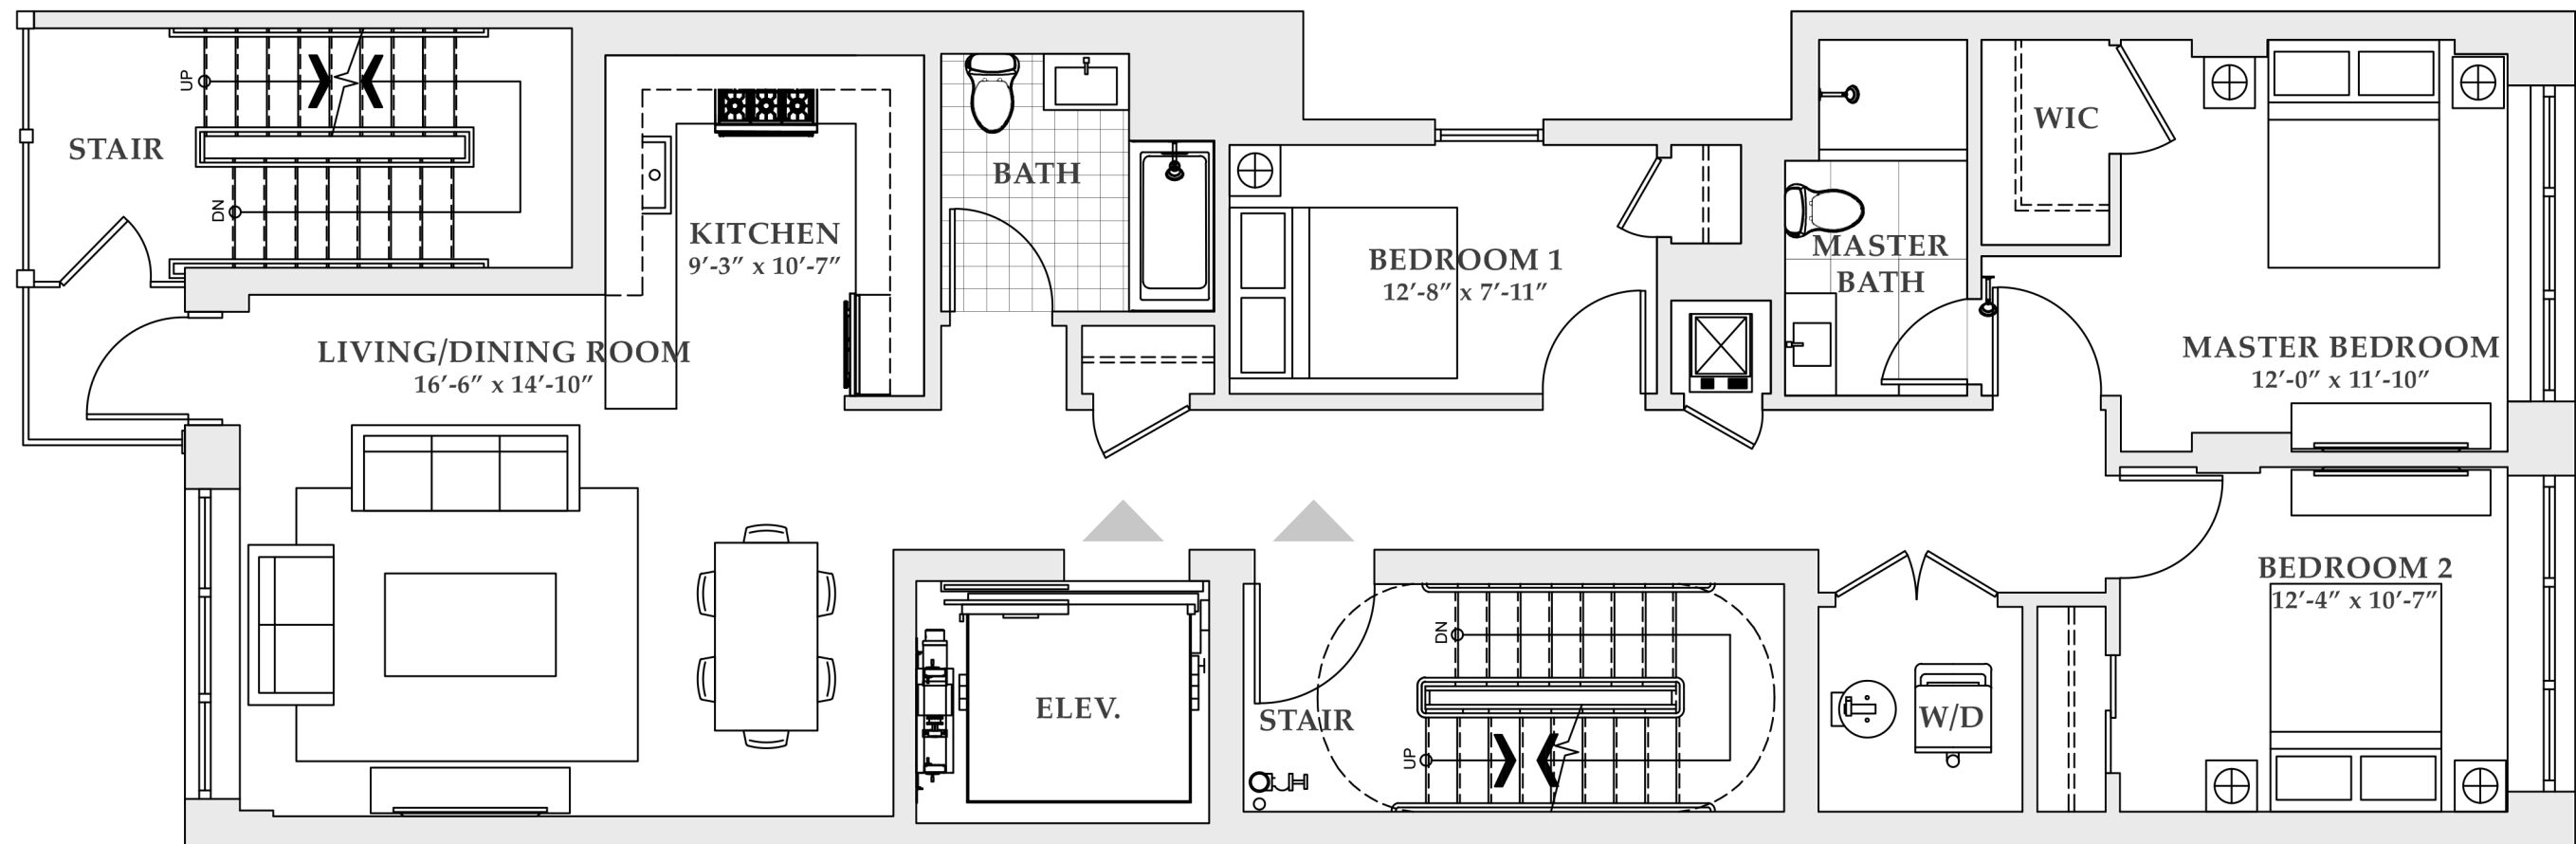 UP
STAIR
DN
KITCHEN
9’-3” x 10’-7”
LIVING/DINING ROOM
16’-6” x 14’-10”
BATH
BEDROOM 1
12’-8” x 7’-11”
MASTER
BATH
WIC
MASTER BEDROOM
12’-0” x 11’-10”
BEDROOM 2
12’-4” x 10’-7”
ELEV.
STAIR
DN
UP
W/D